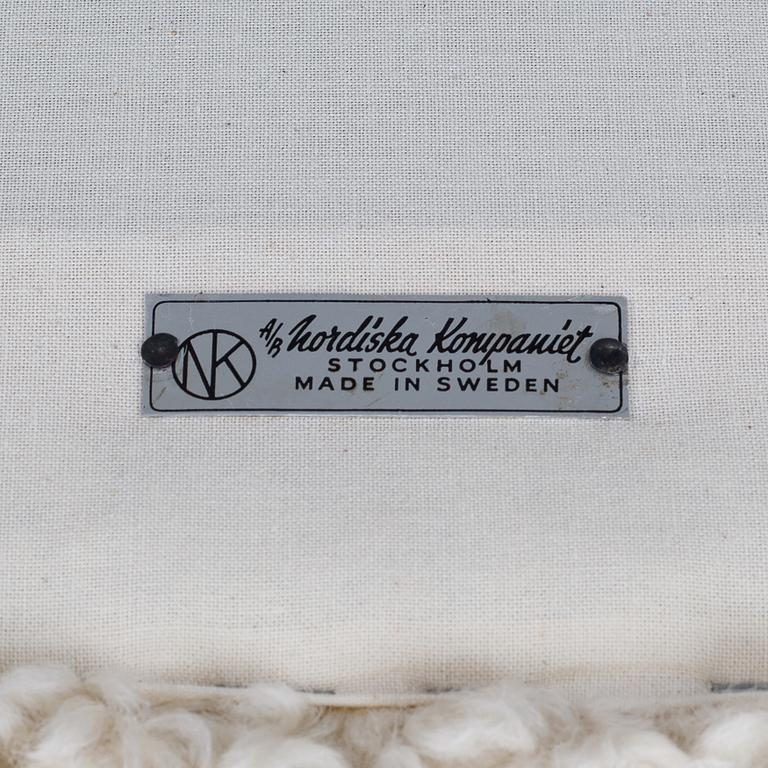 NK
A/B Nordiska Kompaniet
STOCKHOLM
MADE IN SWEDEN